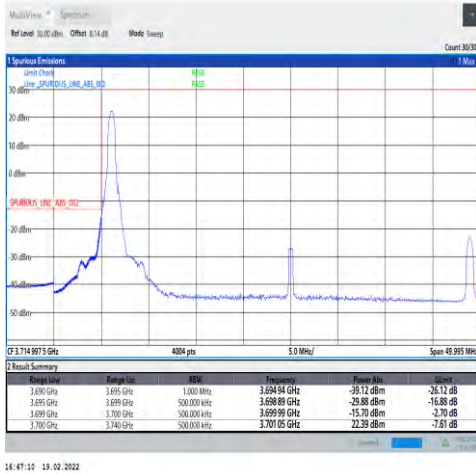 MultiView Spectrum
Ref Level 30.00 dBm Offset 8.14 dB Mode Sweep
Count 30/30
1 Spurious Emissions 1 Max
Limit Check PASS
Line _SPURIOUS_LINE_ABS_002 PASS
30 dBm
20 dBm
10 dBm
0 dBm
SPURIOUS_LINE_ABS_002
-20 dBm
-30 dBm
-40 dBm
-50 dBm
CF 3.714 997 5 GHz 4004 pts 5.0 MHz/ Span 49.995 MHz
2 Result Summary
Range Low Range Up RBW Frequency Power Abs ΔLimit
3.690 GHz 3.695 GHz 1.000 MHz 3.694 94 GHz -39.12 dBm -26.12 dB
3.695 GHz 3.699 GHz 500.000 kHz 3.698 89 GHz -29.88 dBm -16.88 dB
3.699 GHz 3.700 GHz 500.000 kHz 3.699 99 GHz -15.70 dBm -2.70 dB
3.700 GHz 3.740 GHz 500.000 kHz 3.701 05 GHz 22.39 dBm -7.61 dB
16:47:10 19.02.2022